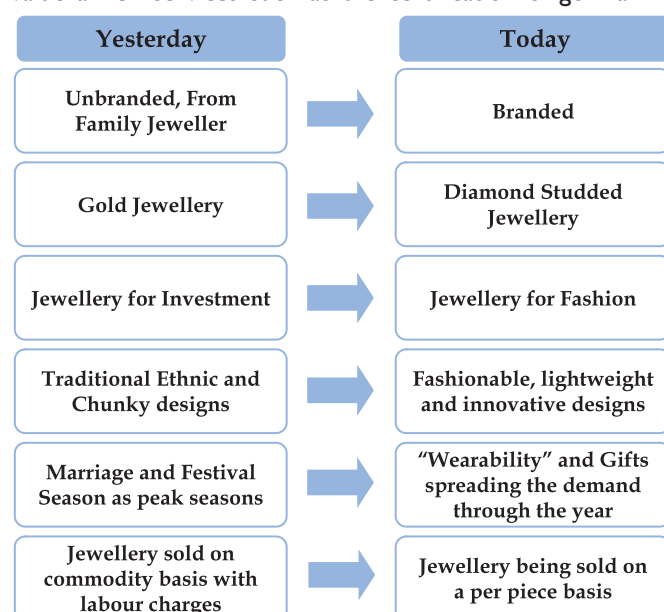 Yesterday
Today
Unbranded, From
Family Jeweller
Branded
Gold Jewellery
Diamond Studded
Jewellery
Jewellery for Investment
Jewellery for Fashion
Traditional Ethnic and
Chunky designs
Fashionable, lightweight
and innovative designs
Marriage and Festival
Season as peak seasons
“Wearability” and Gifts
spreading the demand
through the year
Jewellery sold on
commodity basis with
labour charges
Jewellery being sold on
a per piece basis